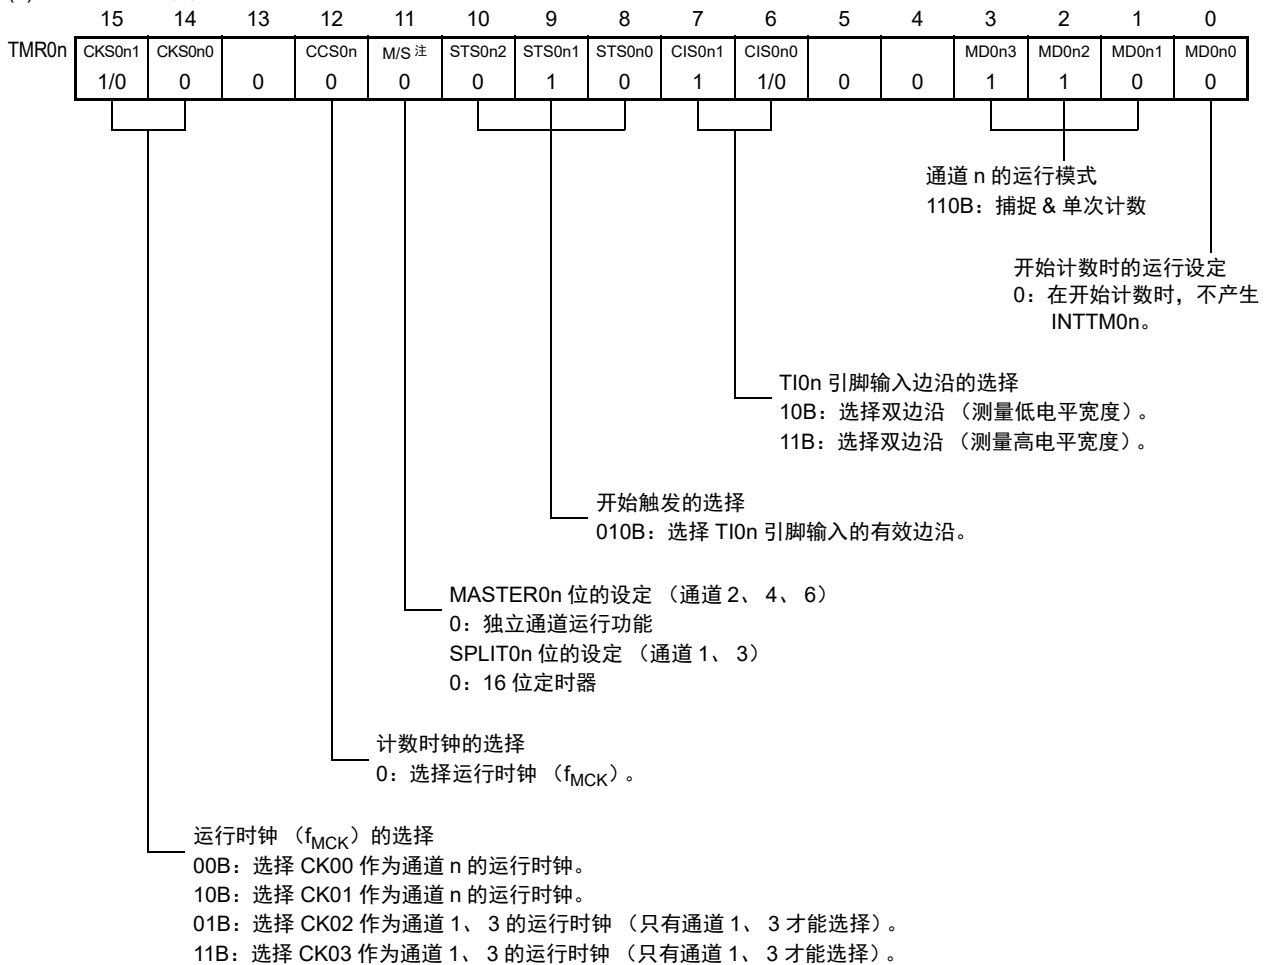 15 14 13 12 11 10 9 8 7 6 5 4 3 2 1 0
TMR0n CKS0n1 CKS0n0 CCS0n M/S 注 STS0n2 STS0n1 STS0n0 CIS0n1 CIS0n0 MD0n3 MD0n2 MD0n1 MD0n0
1/0 0 0 0 0 0 1 0 1 1/0 0 0 1 1 0 0
通道 n 的运行模式
110B：捕捉 & 单次计数
开始计数时的运行设定
0：在开始计数时，不产生
INTTM0n。
TI0n 引脚输入边沿的选择
10B：选择双边沿 （测量低电平宽度）。
11B：选择双边沿 （测量高电平宽度）。
开始触发的选择
010B：选择 TI0n 引脚输入的有效边沿。
MASTER0n 位的设定 （通道 2、 4、 6）
0：独立通道运行功能
SPLIT0n 位的设定 （通道 1、 3）
0：16 位定时器
计数时钟的选择
0：选择运行时钟 （fMCK）。
运行时钟 （fMCK）的选择
00B：选择 CK00 作为通道 n 的运行时钟。
10B：选择 CK01 作为通道 n 的运行时钟。
01B：选择 CK02 作为通道 1、 3 的运行时钟 （只有通道 1、 3 才能选择）。
11B：选择 CK03 作为通道 1、 3 的运行时钟 （只有通道 1、 3 才能选择）。